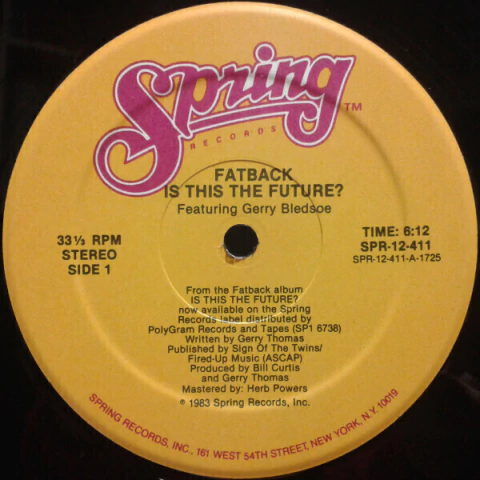 Spring
RECORDS
TM
FATBACK
IS THIS THE FUTURE?
Featuring Gerry Bledsoe
33⅓ RPM
STEREO
SIDE 1
TIME: 6:12
SPR-12-411
SPR-12-411-A-1725
From the Fatback album
IS THIS THE FUTURE?
now available on the Spring
Records label distributed by
PolyGram Records and Tapes (SP1 6738)
Written by Gerry Thomas
Published by Sign Of The Twins/
Fired-Up Music (ASCAP)
Produced by Bill Curtis
and Gerry Thomas
Mastered by: Herb Powers
℗ 1983 Spring Records, Inc.
SPRING RECORDS, INC., 161 WEST 54TH STREET, NEW YORK, N.Y. 10019